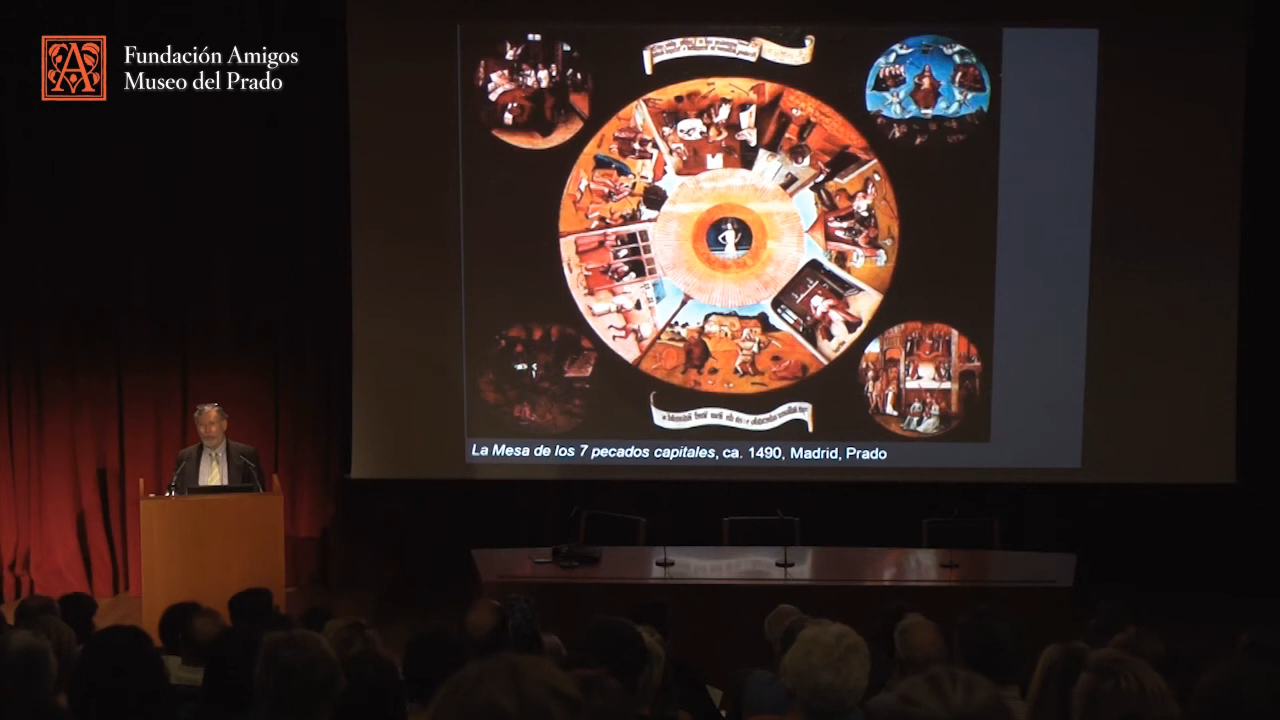 Fundación Amigos
Museo del Prado
La Mesa de los 7 pecados capitales, ca. 1490, Madrid, Prado